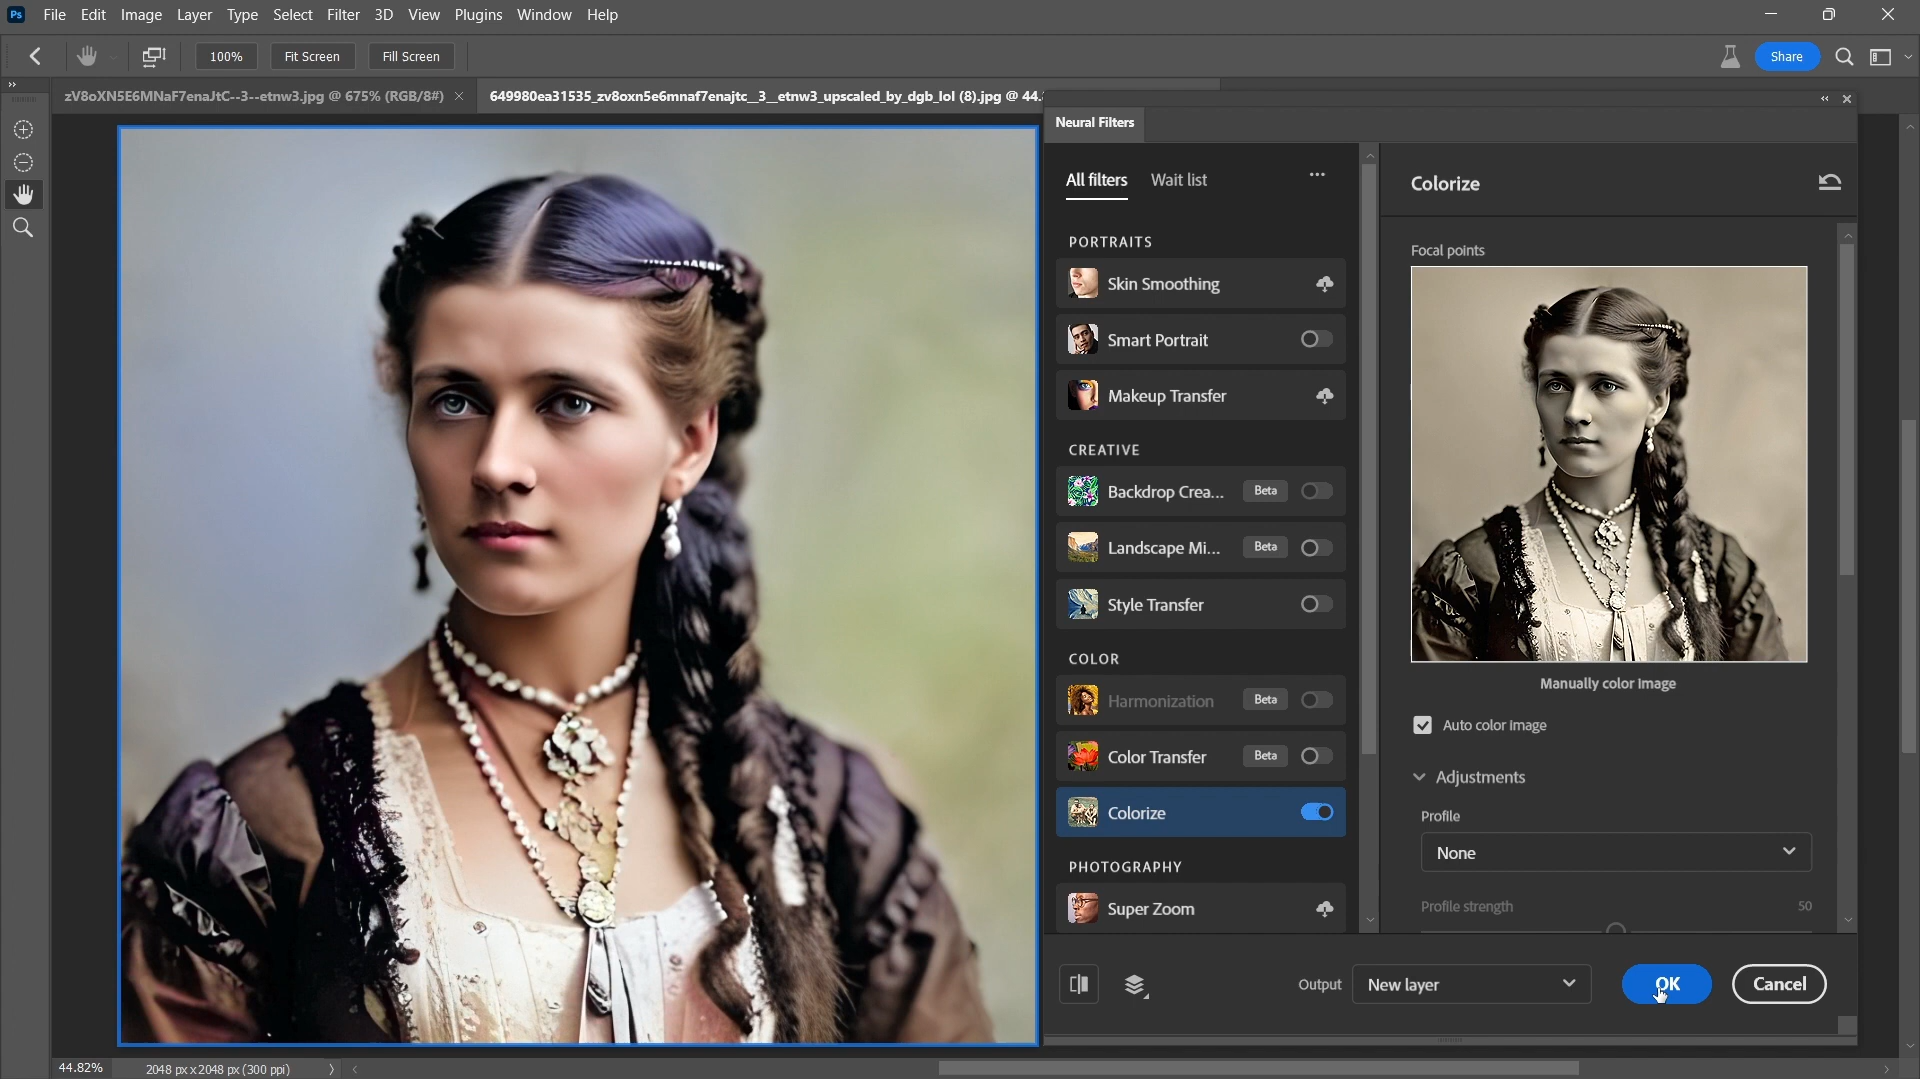 Ps File Edit Image Layer Type Select Filter 3D View Plugins Window Help
100% Fit Screen Fill Screen Share
zV8oXN5E6MNaF7enaJtC--3--etnw3.jpg @ 675% (RGB/8#) 649980ea31535_zv8oxn5e6mnaf7enajtc__3__etnw3_upscaled_by_dgb_lol (8).jpg @ 44.
Neural Filters
All filters Wait list
Colorize
PORTRAITS
Focal points
Skin Smoothing
Smart Portrait
Makeup Transfer
CREATIVE
Backdrop Crea... Beta
Landscape Mi... Beta
Style Transfer
COLOR
Manually color image
Harmonization Beta
Auto color image
Color Transfer Beta
Adjustments
Colorize
Profile
None
PHOTOGRAPHY
Super Zoom
Profile strength 50
Output New layer OK Cancel
44.82% 2048 px x 2048 px (300 ppi)